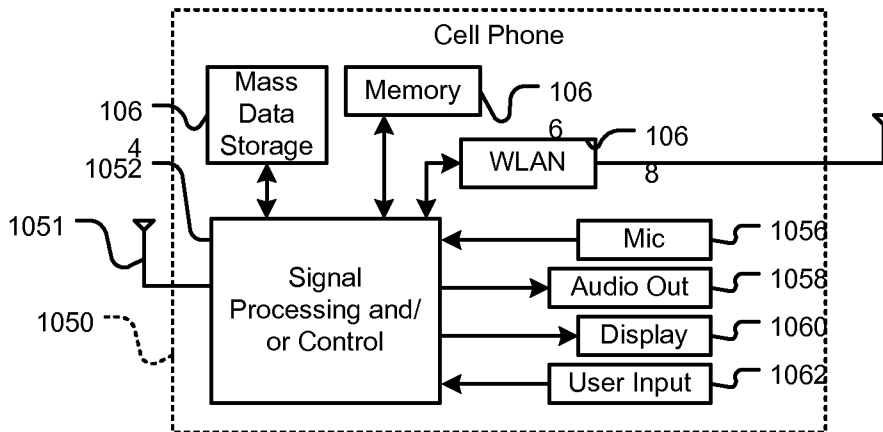 Cell Phone
Mass
Data
Storage
Memory
106
4
106
6
106
8
WLAN
1052
1051
1050
Signal
Processing and/
or Control
Mic
1056
Audio Out
1058
Display
1060
User Input
1062